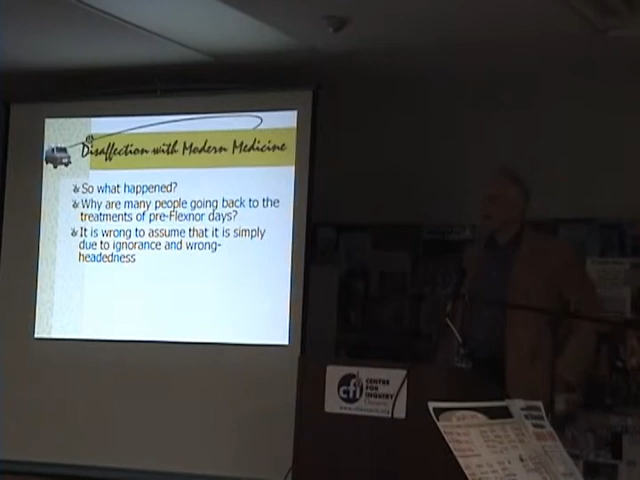 Disaffection with Modern Medicine
So what happened?
Why are many people going back to the
treatments of pre-Flexnor days?
It is wrong to assume that it is simply
due to ignorance and wrong-
headedness
cfi
CENTRE
FOR
INQUIRY